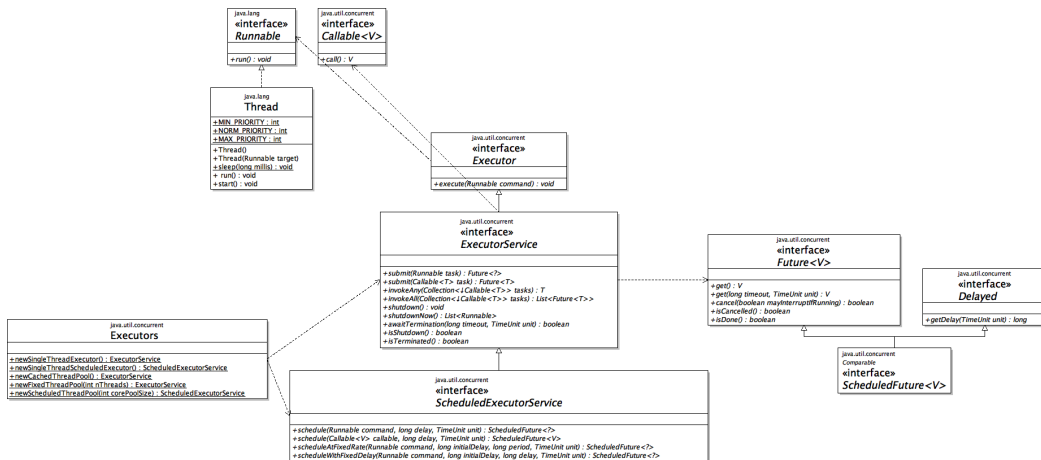 java.lang
«interface»
Runnable
+run() : void
java.util.concurrent
«interface»
Callable<V>
+call() : V
java.lang
Thread
+MIN_PRIORITY : int
+NORM_PRIORITY : int
+MAX_PRIORITY : int
+Thread()
+Thread(Runnable target)
+sleep(long millis) : void
+ run() : void
+start() : void
java.util.concurrent
«interface»
Executor
+execute(Runnable command) : void
java.util.concurrent
«interface»
ExecutorService
+submit(Runnable task) : Future<?>
+submit(Callable<T> task) : Future<T>
+invokeAny(Collection<↓Callable<T>> tasks) : T
+invokeAll(Collection<↓Callable<T>> tasks) : List<Future<T>>
+shutdown() : void
+shutdownNow() : List<Runnable>
+awaitTermination(long timeout, TimeUnit unit) : boolean
+isShutdown() : boolean
+isTerminated() : boolean
java.util.concurrent
«interface»
Future<V>
+get() : V
+get(long timeout, TimeUnit unit) : V
+cancel(boolean mayInterruptIfRunning) : boolean
+isCancelled() : boolean
+isDone() : boolean
java.util.concurrent
«interface»
Delayed
+getDelay(TimeUnit unit) : long
java.util.concurrent
Executors
+newSingleThreadExecutor() : ExecutorService
+newSingleThreadScheduledExecutor() : ScheduledExecutorService
+newCachedThreadPool() : ExecutorService
+newFixedThreadPool(int nThreads) : ExecutorService
+newScheduledThreadPool(int corePoolSize) : ScheduledExecutorService
java.util.concurrent
Comparable
«interface»
ScheduledFuture<V>
java.util.concurrent
«interface»
ScheduledExecutorService
+schedule(Runnable command, long delay, TimeUnit unit) : ScheduledFuture<?>
+schedule(Callable<V> callable, long delay, TimeUnit unit) : ScheduledFuture<V>
+scheduleAtFixedRate(Runnable command, long initialDelay, long period, TimeUnit unit) : ScheduledFuture<?>
+scheduleWithFixedDelay(Runnable command, long initialDelay, long delay, TimeUnit unit) : ScheduledFuture<?>